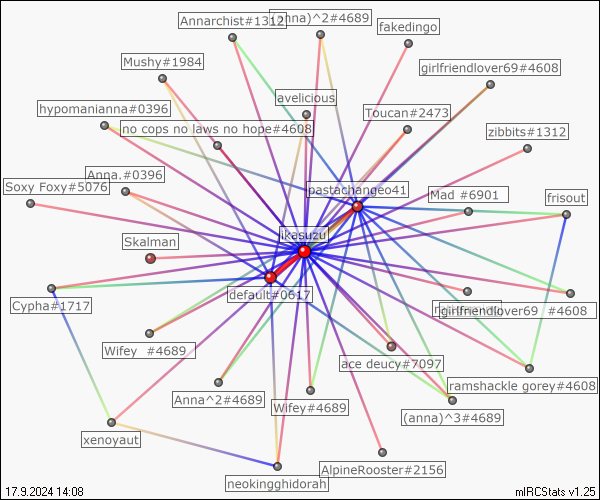 Annarchist#1312
(anna)^2#4689
fakedingo
Mushy#1984
girlfriendlover69#4608
avelicious
hypomanianna#0396
Toucan#2473
no cops no laws no hope#4608
zibbits#1312
Anna.#0396
Soxy Foxy#5076
pastachangeo41
Mad #6901
frisout
ikesuzu
Skalman
default#0617
Cypha#1717
girlfriendlover69 #4608
Wifey #4689
ace deucy#7097
ramshackle gorey#4608
Anna^2#4689
Wifey#4689
(anna)^3#4689
xenoyaut
AlpineRooster#2156
neokingghidorah
17.9.2024 14:08
mIRCStats v1.25